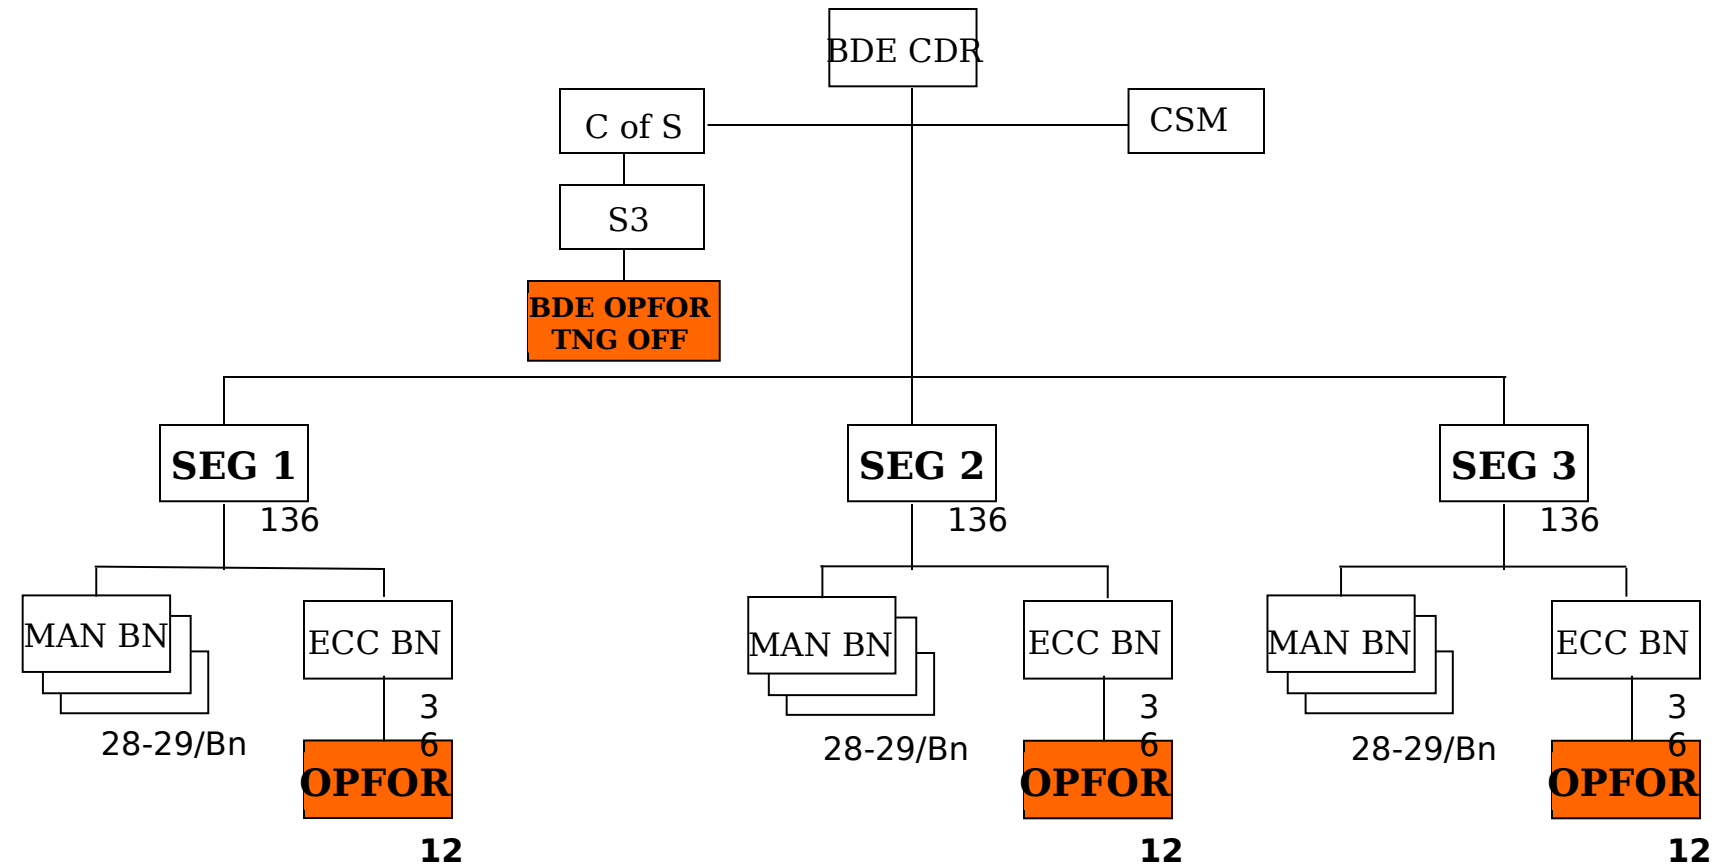 BDE CDR
C of S
CSM
S3
BDE OPFOR
TNG OFF
SEG 1
SEG 2
SEG 3
136
136
136
MAN BN
ECC BN
MAN BN
ECC BN
MAN BN
ECC BN
3
6
3
6
3
6
28-29/Bn
28-29/Bn
28-29/Bn
OPFOR
OPFOR
OPFOR
12
12
12